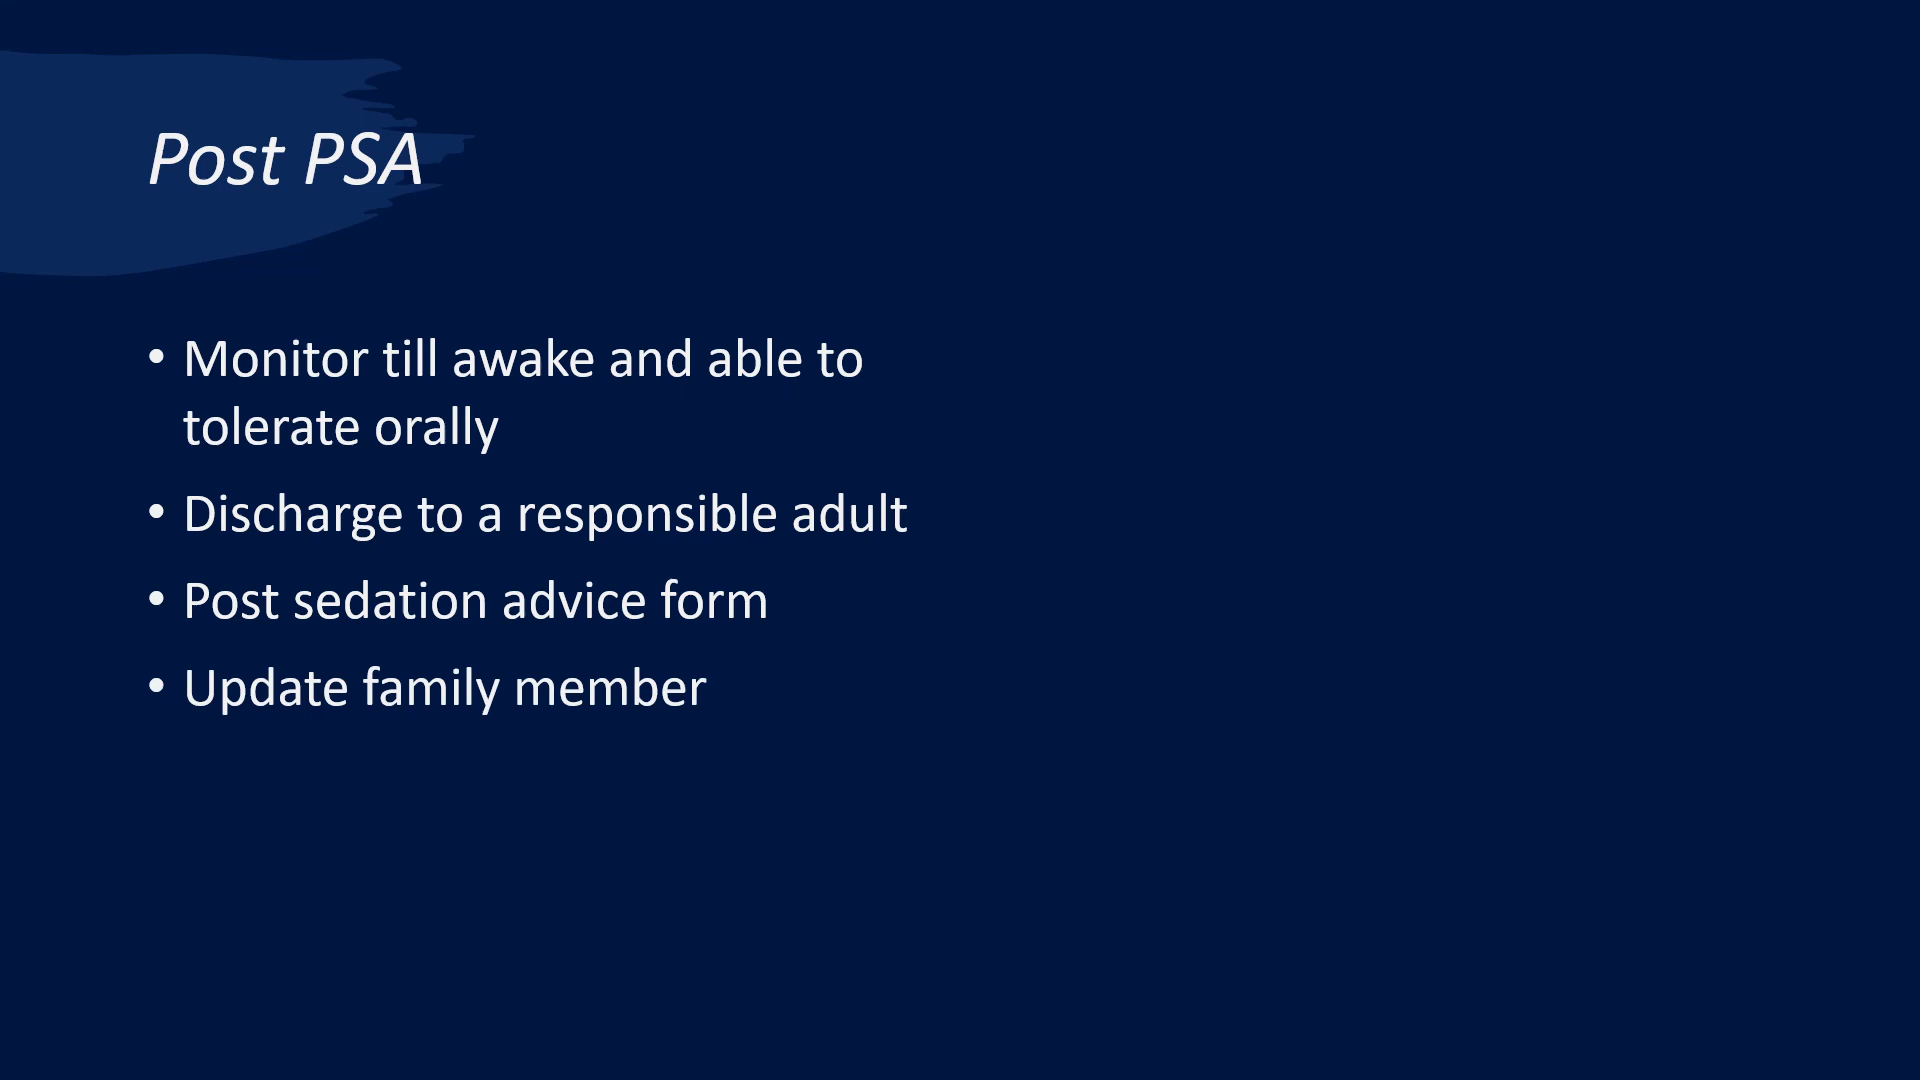 Post PSA
• Monitor till awake and able to
tolerate orally
• Discharge to a responsible adult
• Post sedation advice form
• Update family member